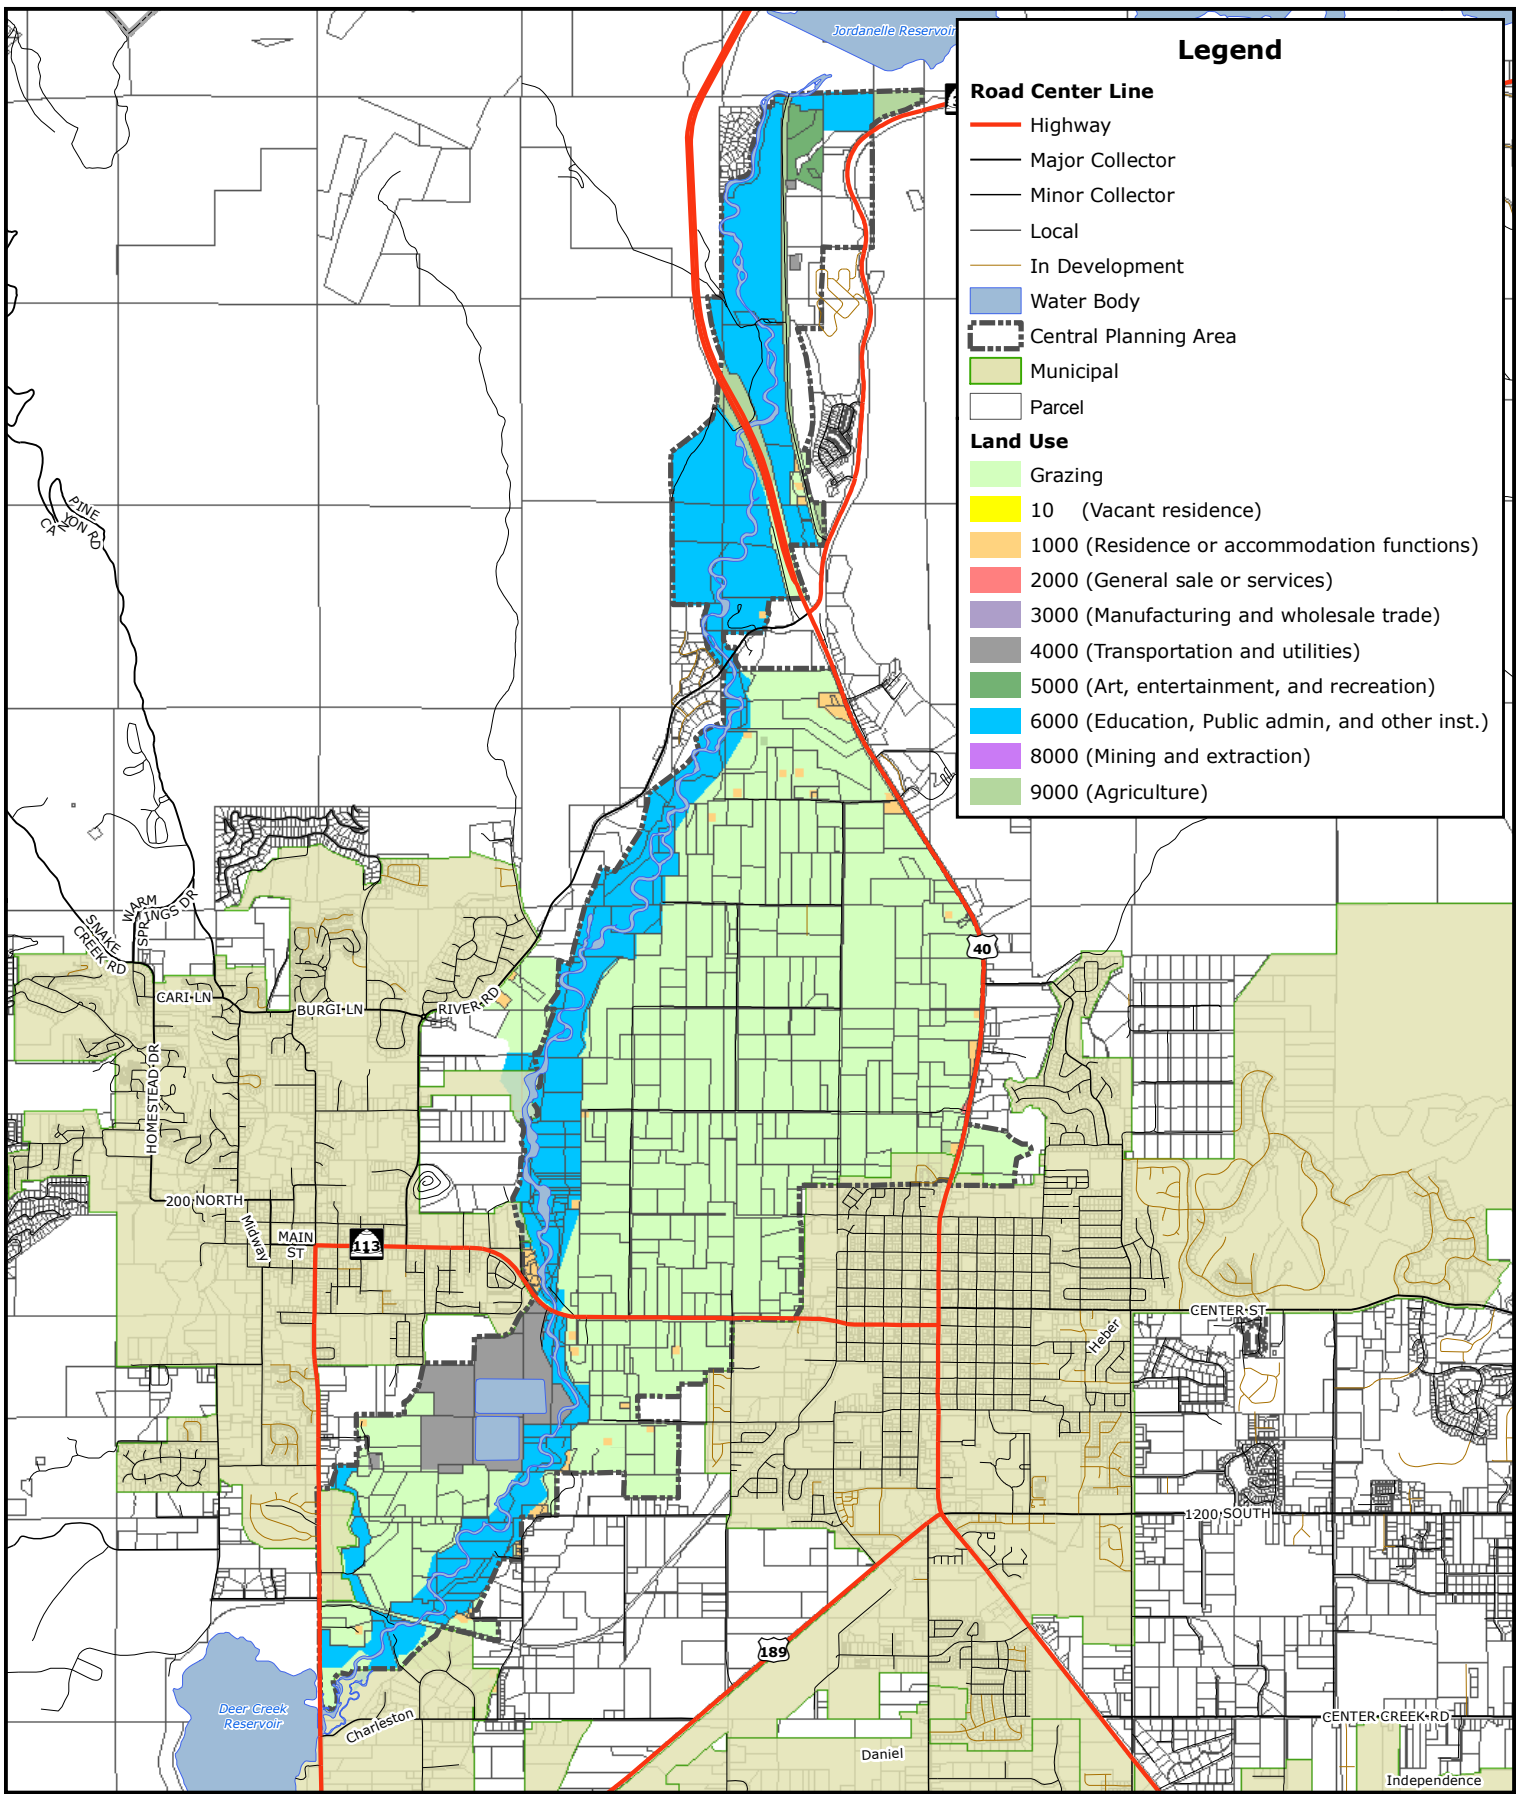 Jordanelle Reservoir
Legend
Road Center Line
Highway
Major Collector
Minor Collector
Local
In Development
Water Body
Central Planning Area
Municipal
Parcel
Land Use
Grazing
10 (Vacant residence)
1000 (Residence or accommodation functions)
2000 (General sale or services)
3000 (Manufacturing and wholesale trade)
4000 (Transportation and utilities)
5000 (Art, entertainment, and recreation)
6000 (Education, Public admin, and other inst.)
8000 (Mining and extraction)
9000 (Agriculture)
PINE
CANYON RD
WARM
SPRINGS DR
SNAKE
CREEK RD
40
CARI LN
BURGI LN
RIVER RD
HOMESTEAD DR
200 NORTH
Midway
MAIN
ST
113
CENTER ST
Heber
1200 SOUTH
189
Deer Creek
Reservoir
Charleston
CENTER CREEK RD
Daniel
Independence